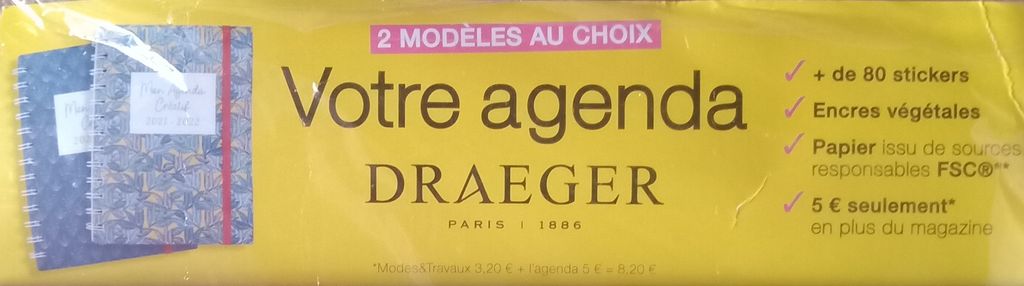 2 MODÈLES AU CHOIX
Votre agenda
DRAEGER
PARIS | 1886
*Modes&Travaux 3,20 € + l'agenda 5 € = 8,20 €
Mon Agenda
Créatif
2021 - 2022
Mon
+ de 80 stickers
Encres végétales
Papier issu de sources
responsables FSC®**
5 € seulement*
en plus du magazine